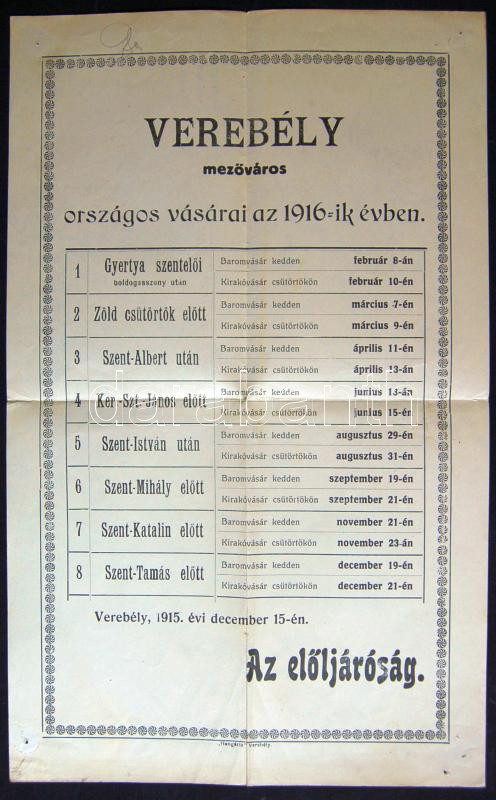 VEREBÉLY
mezőváros
országos vásárai az 1916-ik évben.
1 Gyertya szentelői boldogasszony után
Baromvásár kedden február 8-án
Kirakóvásár csütörtökön február 10-én
2 Zöld csütörtök előtt
Baromvásár kedden március 7-én
Kirakóvásár csütörtökön március 9-én
3 Szent-Albert után
Baromvásár kedden április 11-én
Kirakóvásár csütörtökön április 13-án
4 Ker.-Szt.-János előtt
Baromvásár kedden junius 13-án
Kirakóvásár csütörtökön junius 15-én
5 Szent-István után
Baromvásár kedden augusztus 29-én
Kirakóvásár csütörtökön augusztus 31-én
6 Szent-Mihály előtt
Baromvásár kedden szeptember 19-én
Kirakóvásár csütörtökön szeptember 21-én
7 Szent-Katalin előtt
Baromvásár kedden november 21-én
Kirakóvásár csütörtökön november 23-án
8 Szent-Tamás előtt
Baromvásár kedden december 19-én
Kirakóvásár csütörtökön december 21-én
Verebély, 1915. évi december 15-én.
Az előljáróság.
„Hungária" Verebély.
darabanth